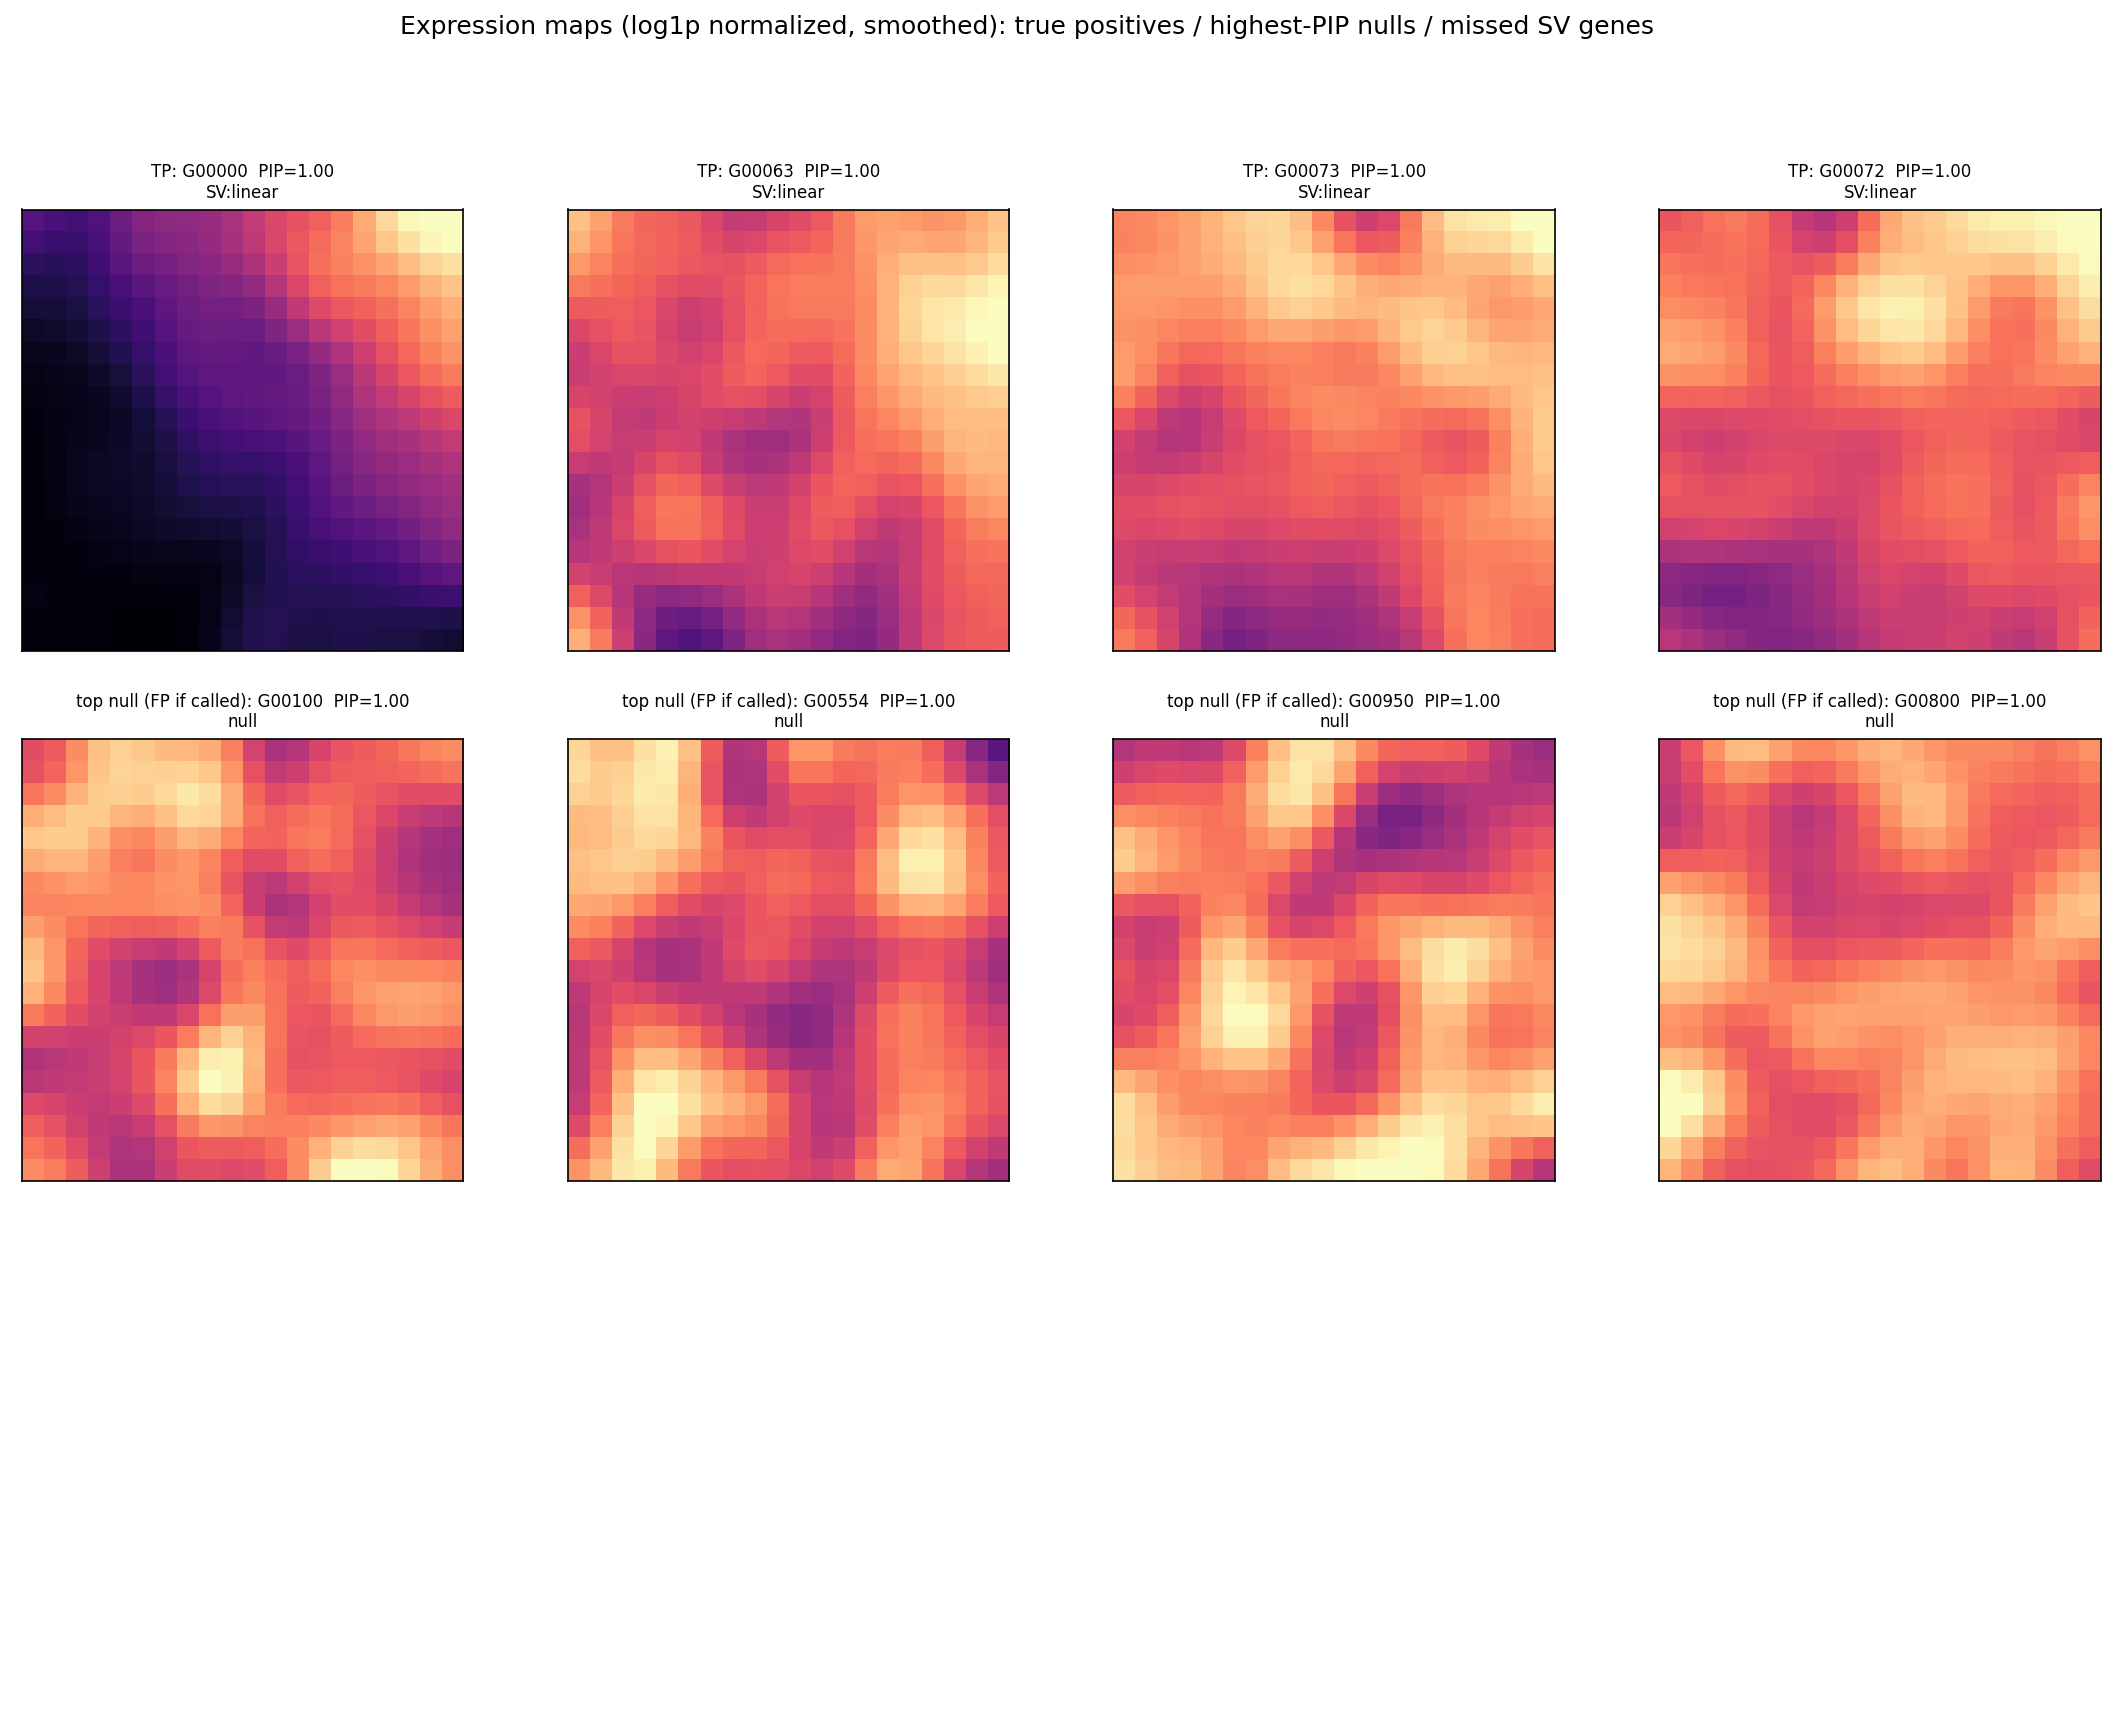 Expression maps (log1p normalized, smoothed): true positives / highest-PIP nulls / missed SV genes
TP: G00000  PIP=1.00
SV:linear
TP: G00063  PIP=1.00
SV:linear
TP: G00073  PIP=1.00
SV:linear
TP: G00072  PIP=1.00
SV:linear
top null (FP if called): G00100  PIP=1.00
null
top null (FP if called): G00554  PIP=1.00
null
top null (FP if called): G00950  PIP=1.00
null
top null (FP if called): G00800  PIP=1.00
null